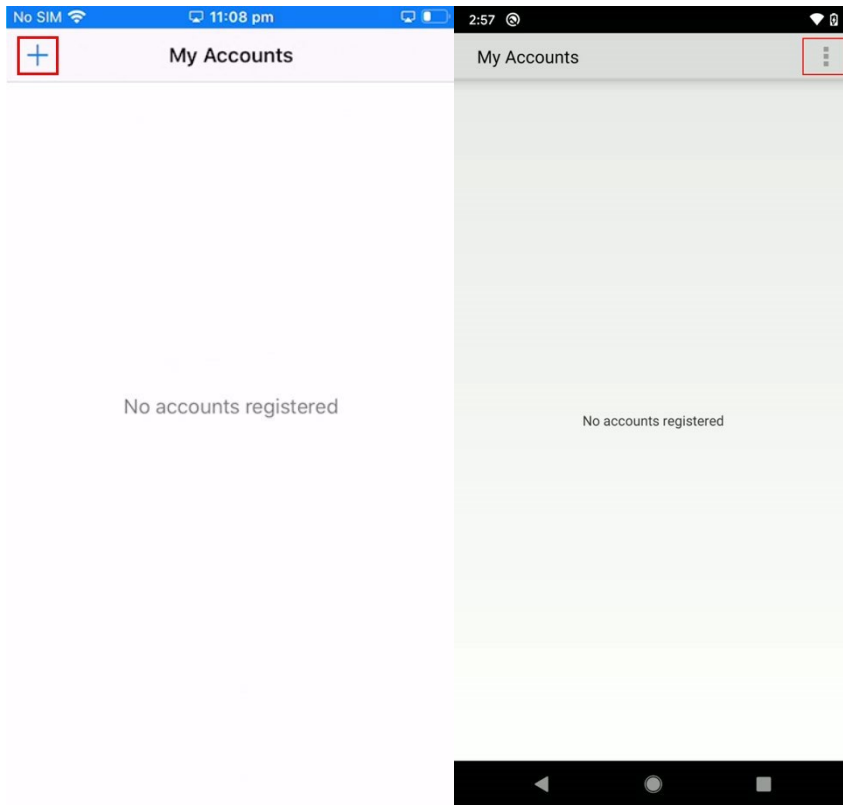 No SIM 11:08 pm
My Accounts
No accounts registered
2:57
My Accounts
No accounts registered